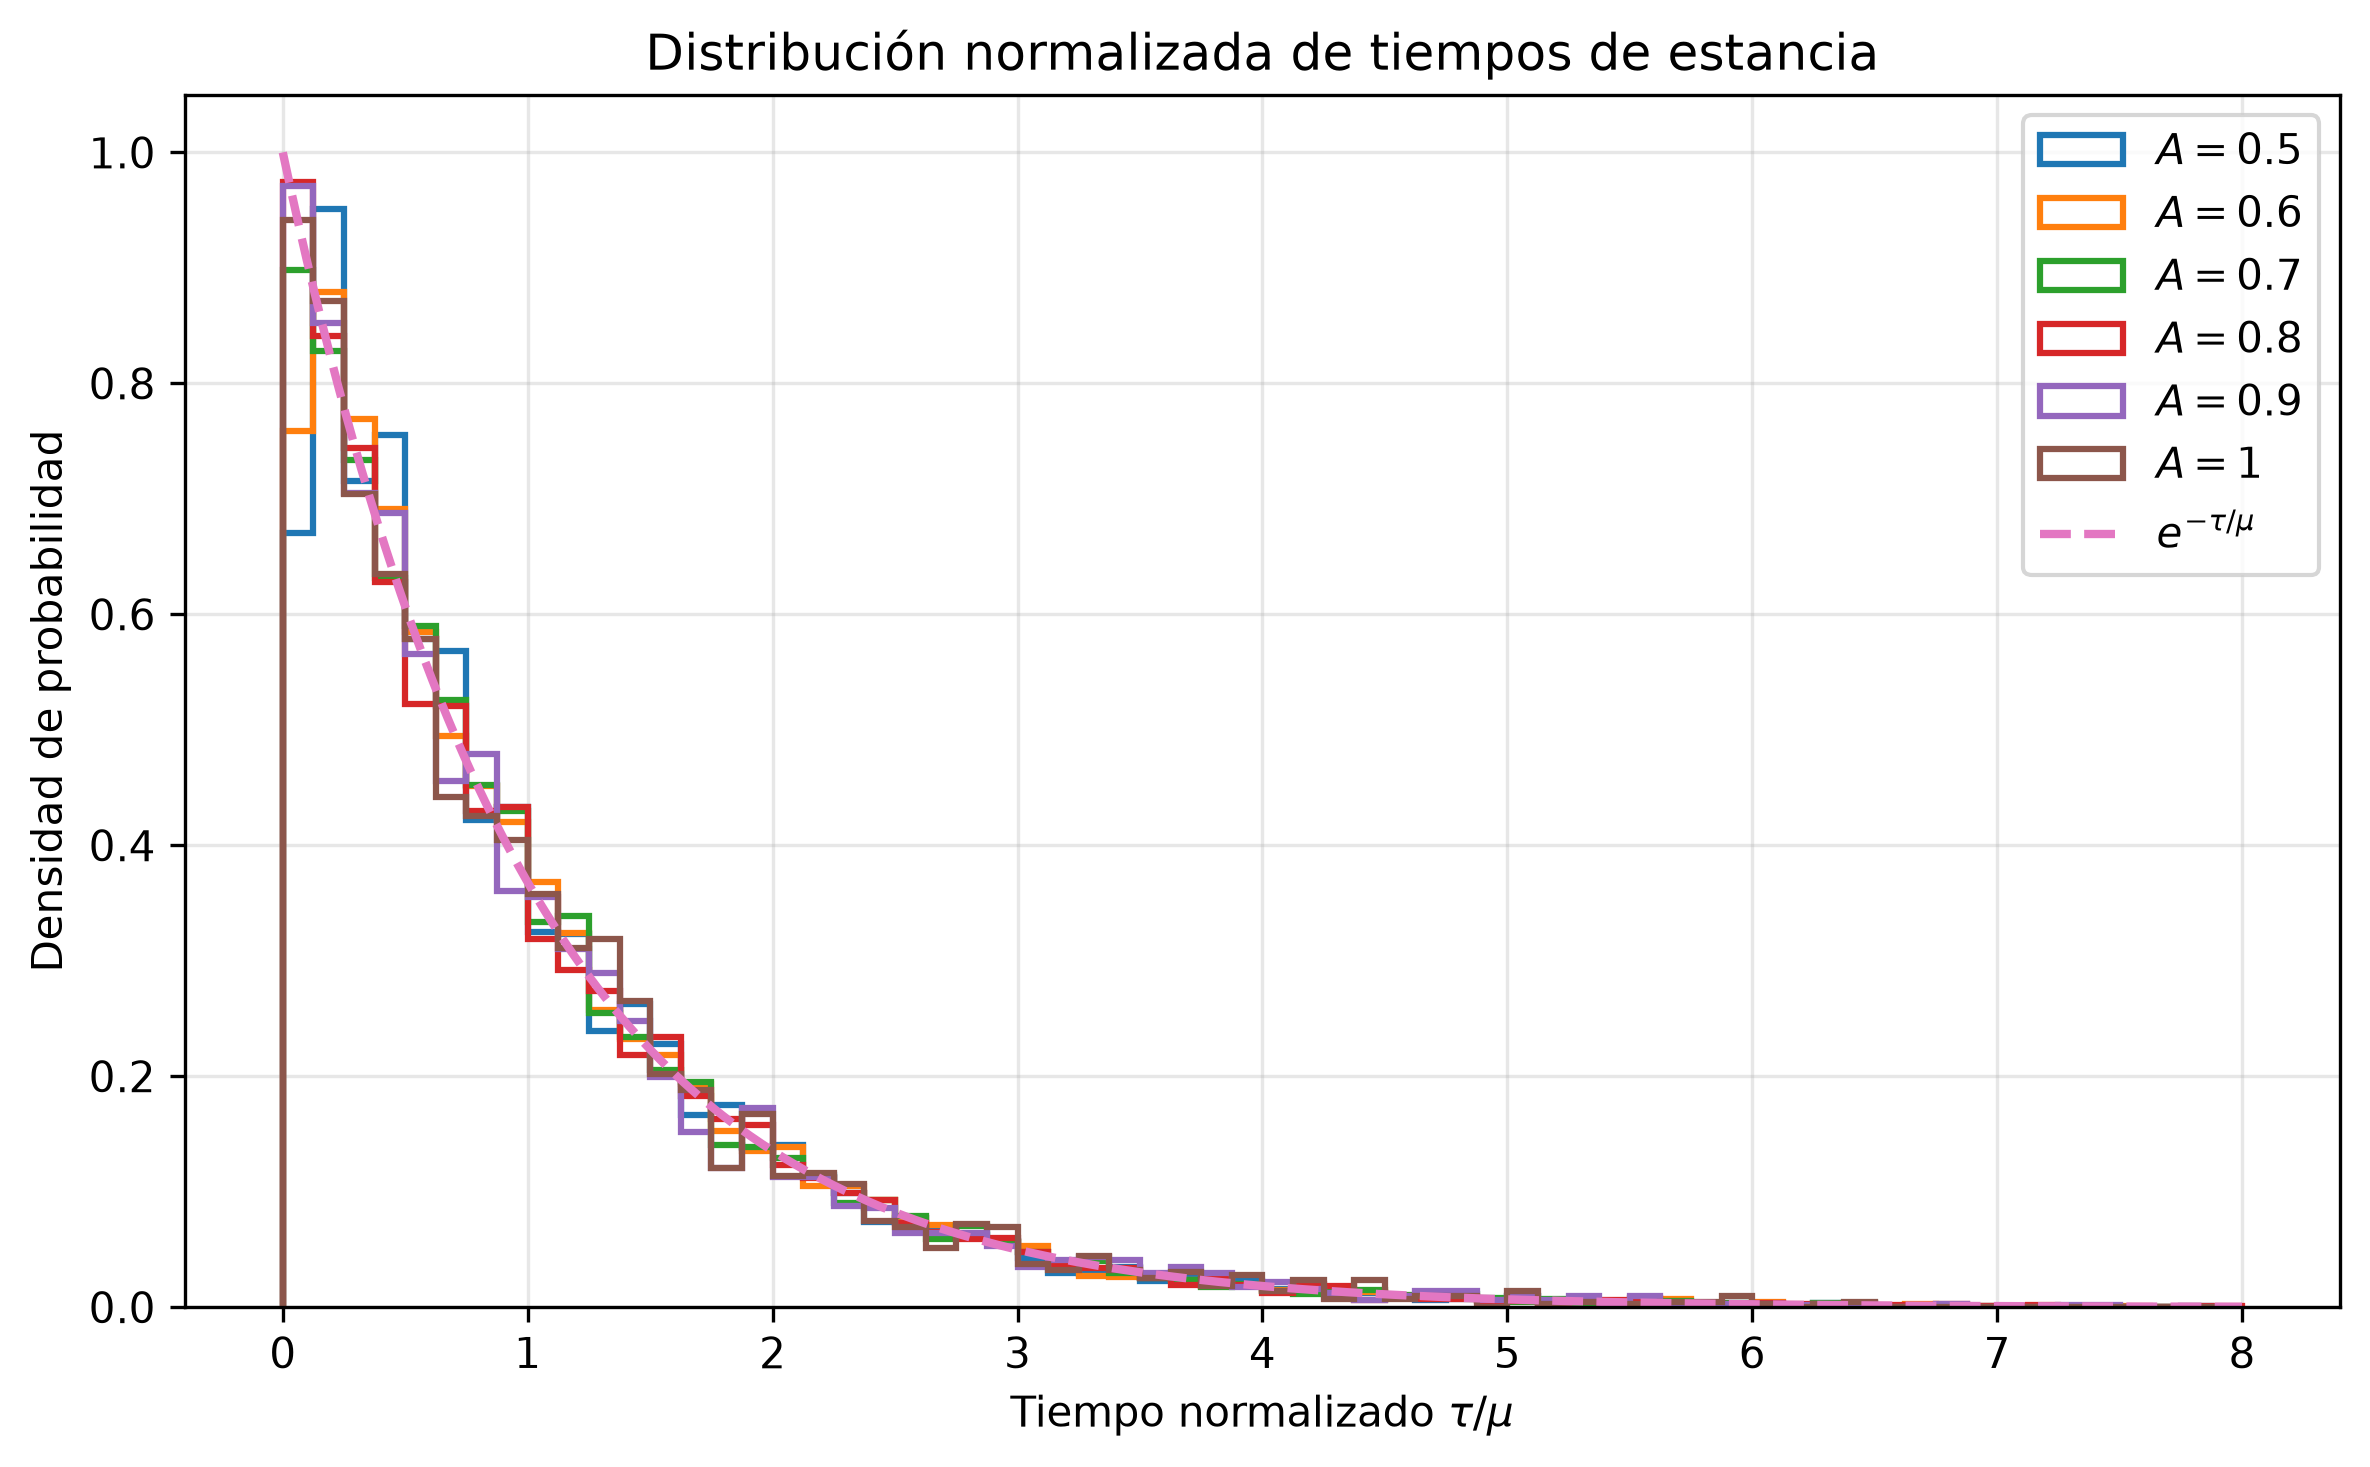 Distribución normalizada de tiempos de estancia
Densidad de probabilidad
1.0
0.8
0.6
0.4
0.2
0.0
0 1 2 3 4 5 6 7 8
Tiempo normalizado τ/μ
A = 0.5
A = 0.6
A = 0.7
A = 0.8
A = 0.9
A = 1
e^{−τ/μ}